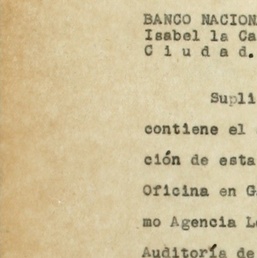 BANCO NACION
Isabel la Ca
C i u d a d.
Supli
contiene el
ción de esta
Oficina en G
mo Agencia L
Auditoría de